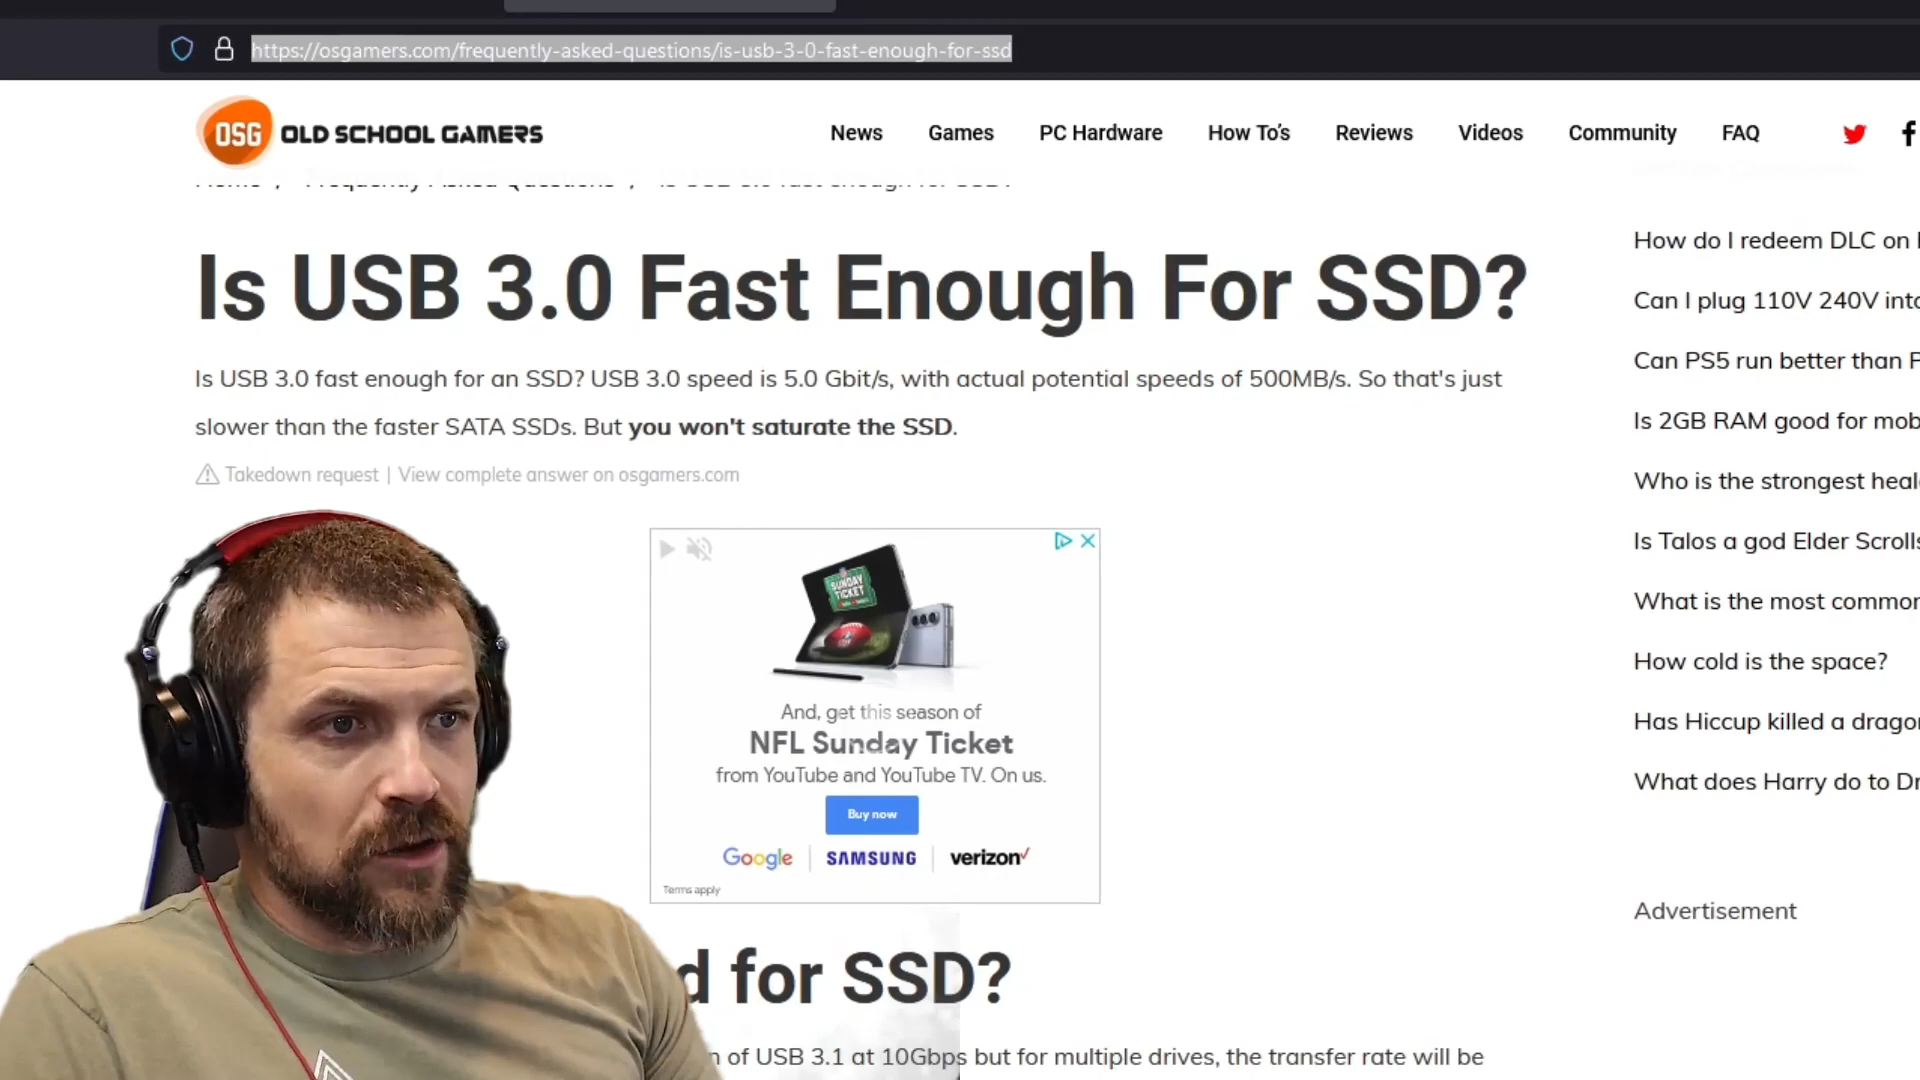 https://osgamers.com/frequently-asked-questions/is-usb-3-0-fast-enough-for-ssd
OSG OLD SCHOOL GAMERS
News Games PC Hardware How To's Reviews Videos Community FAQ
Is USB 3.0 Fast Enough For SSD?
Is USB 3.0 fast enough for an SSD? USB 3.0 speed is 5.0 Gbit/s, with actual potential speeds of 500MB/s. So that's just
slower than the faster SATA SSDs. But you won't saturate the SSD.
Takedown request | View complete answer on osgamers.com
SUNDAY
TICKET
And, get this season of
NFL Sunday Ticket
from YouTube and YouTube TV. On us.
Buy now
Google SAMSUNG verizon
Terms apply
d for SSD?
n of USB 3.1 at 10Gbps but for multiple drives, the transfer rate will be
How do I redeem DLC on
Can I plug 110V 240V into
Can PS5 run better than P
Is 2GB RAM good for mob
Who is the strongest heal
Is Talos a god Elder Scrolls
What is the most common
How cold is the space?
Has Hiccup killed a dragon
What does Harry do to Dr
Advertisement